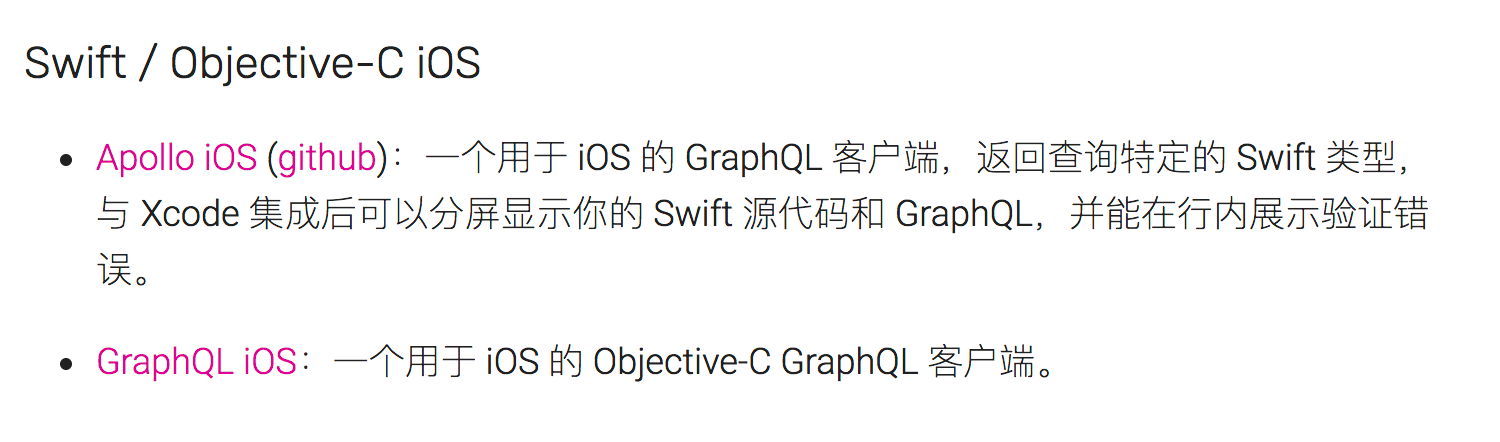 Swift / Objective-C iOS
Apollo iOS (github)：一个用于 iOS 的 GraphQL 客户端，返回查询特定的 Swift 类型，
与 Xcode 集成后可以分屏显示你的 Swift 源代码和 GraphQL，并能在行内展示验证错
误。
GraphQL iOS：一个用于 iOS 的 Objective-C GraphQL 客户端。